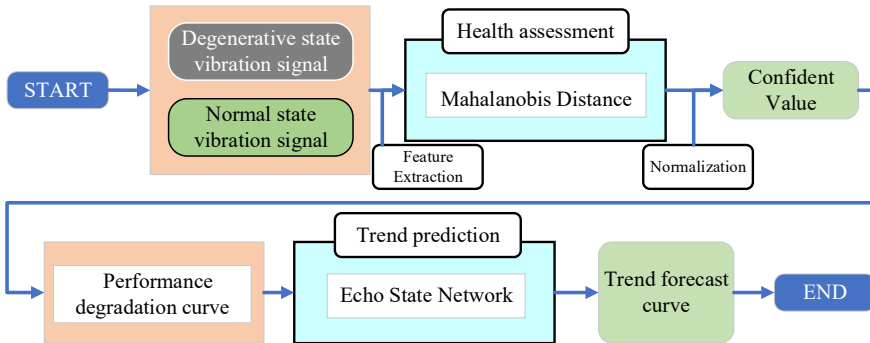 START
Degenerative state
vibration signal
Normal state
vibration signal
Feature
Extraction
Health assessment
Mahalanobis Distance
Normalization
Confident
Value
Performance
degradation curve
Trend prediction
Echo State Network
Trend forecast
curve
END